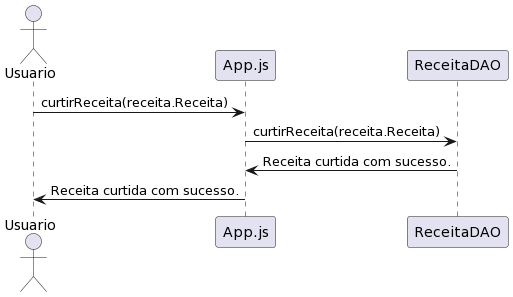 Usuario
App.js
ReceitaDAO
curtirReceita(receita.Receita)
curtirReceita(receita.Receita)
Receita curtida com sucesso.
Receita curtida com sucesso.
Usuario
App.js
ReceitaDAO